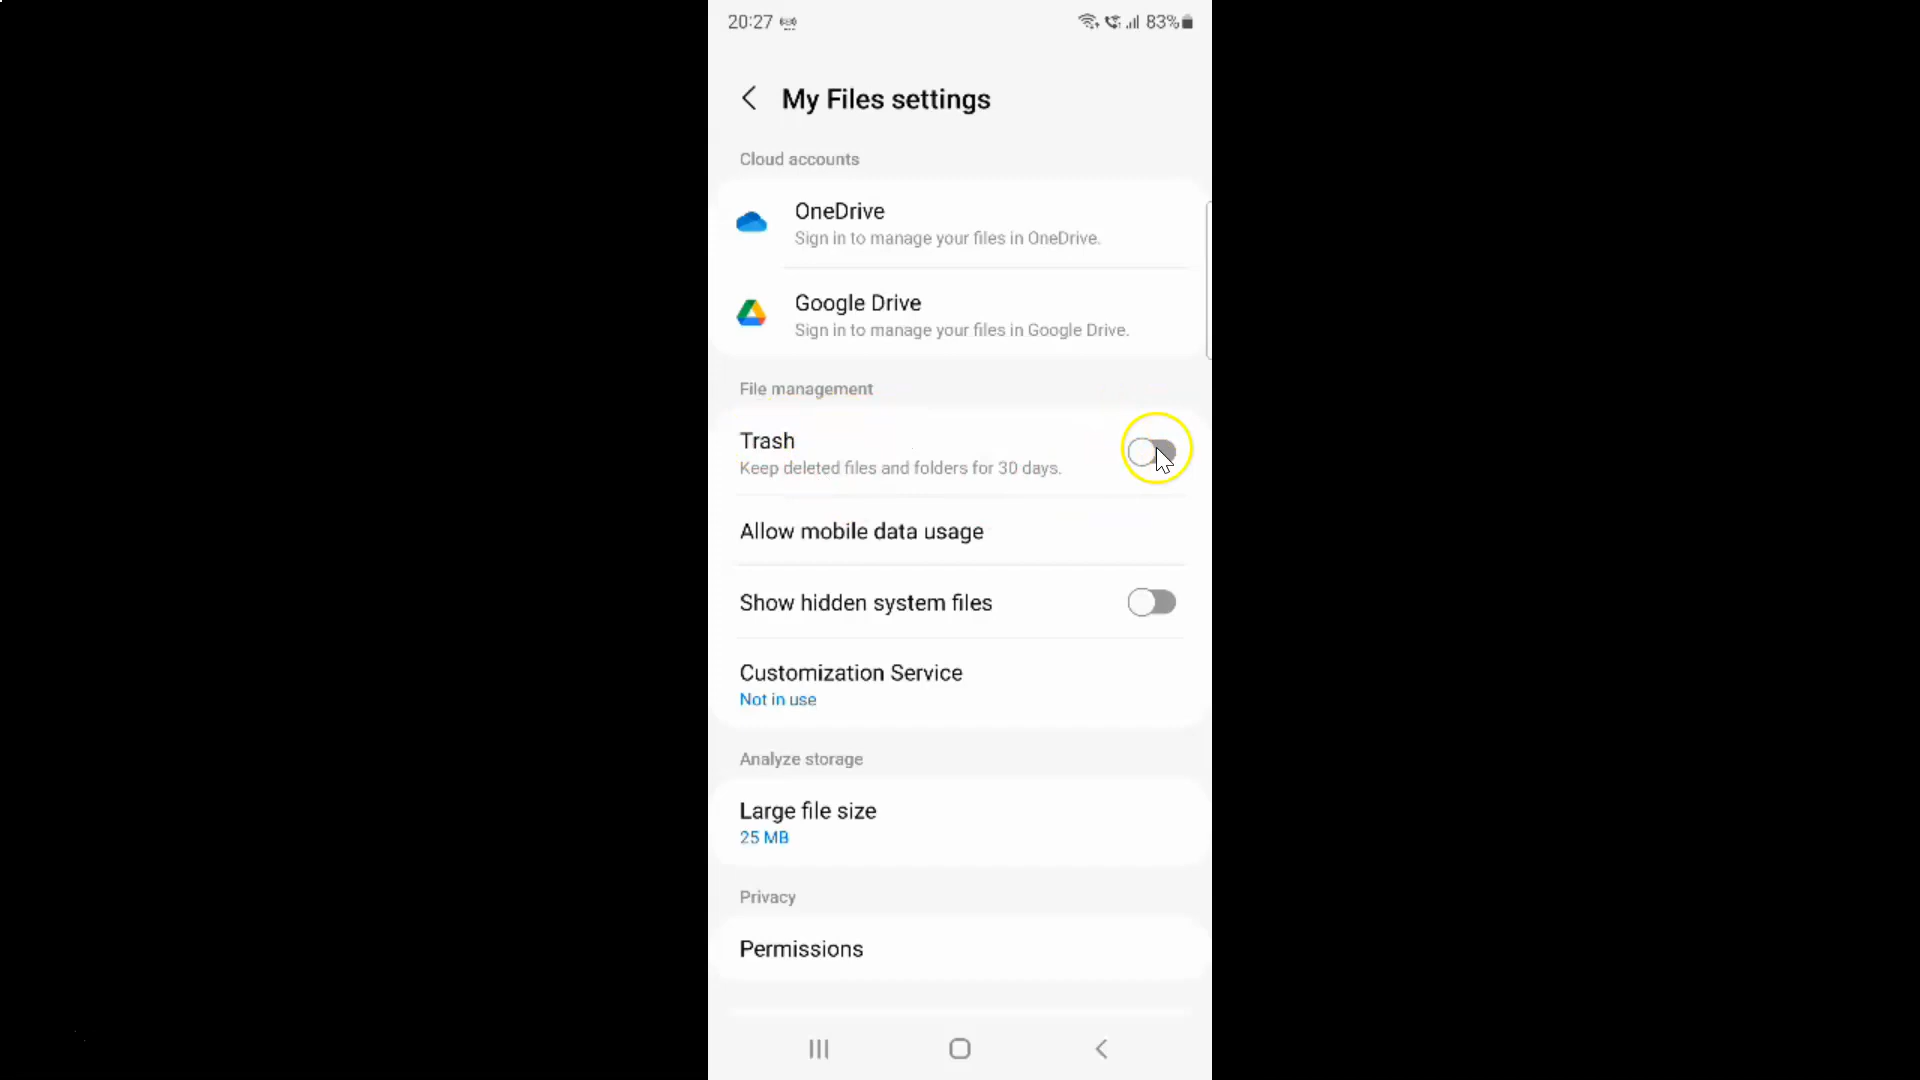 20:27
83%
My Files settings
Cloud accounts
OneDrive
Sign in to manage your files in OneDrive.
Google Drive
Sign in to manage your files in Google Drive.
File management
Trash
Keep deleted files and folders for 30 days.
Allow mobile data usage
Show hidden system files
Customization Service
Not in use
Analyze storage
Large file size
25 MB
Privacy
Permissions